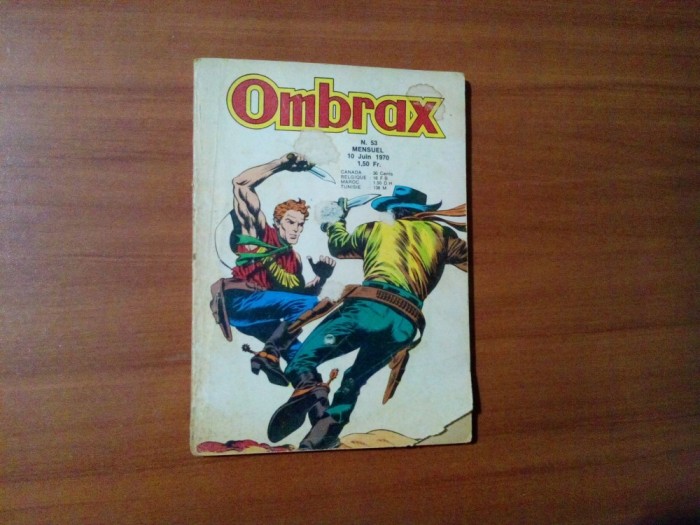 Ombrax
N. 53
MENSUEL
10 Juin 1970
1,50 Fr.
CANADA
BELGIQUE
MAROC
TUNISIE